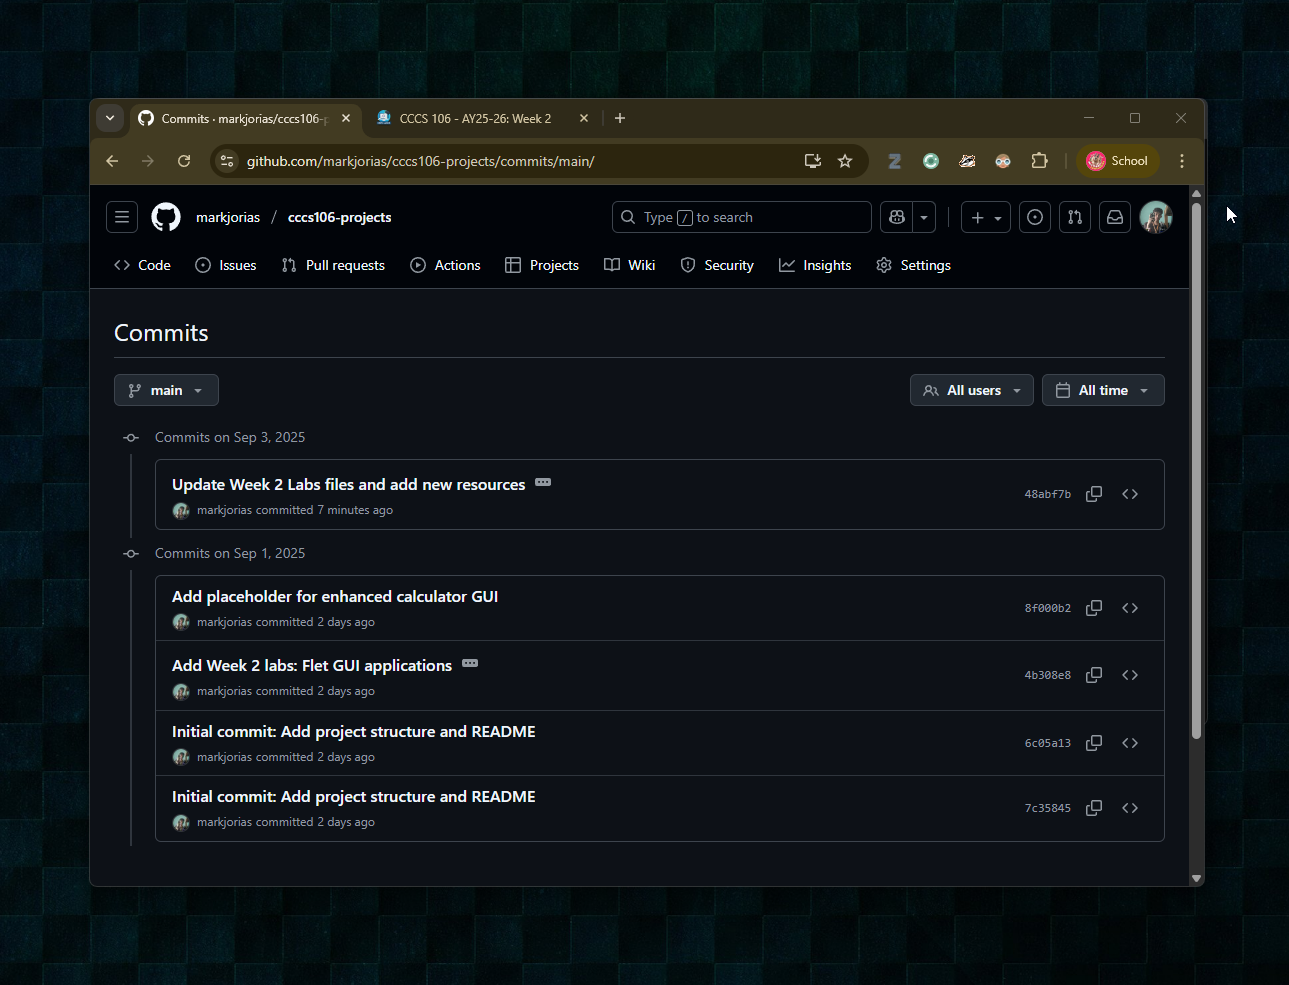 Commits · markjorias/cccs106-p
CCCS 106 - AY25-26: Week 2
github.com/markjorias/cccs106-projects/commits/main/
School
markjorias / cccs106-projects
Type / to search
Code Issues Pull requests Actions Projects Wiki Security Insights Settings
Commits
main
All users
All time
Commits on Sep 3, 2025
Update Week 2 Labs files and add new resources
48abf7b
markjorias committed 7 minutes ago
Commits on Sep 1, 2025
Add placeholder for enhanced calculator GUI
8f000b2
markjorias committed 2 days ago
Add Week 2 labs: Flet GUI applications
4b308e8
markjorias committed 2 days ago
Initial commit: Add project structure and README
6c05a13
markjorias committed 2 days ago
Initial commit: Add project structure and README
7c35845
markjorias committed 2 days ago